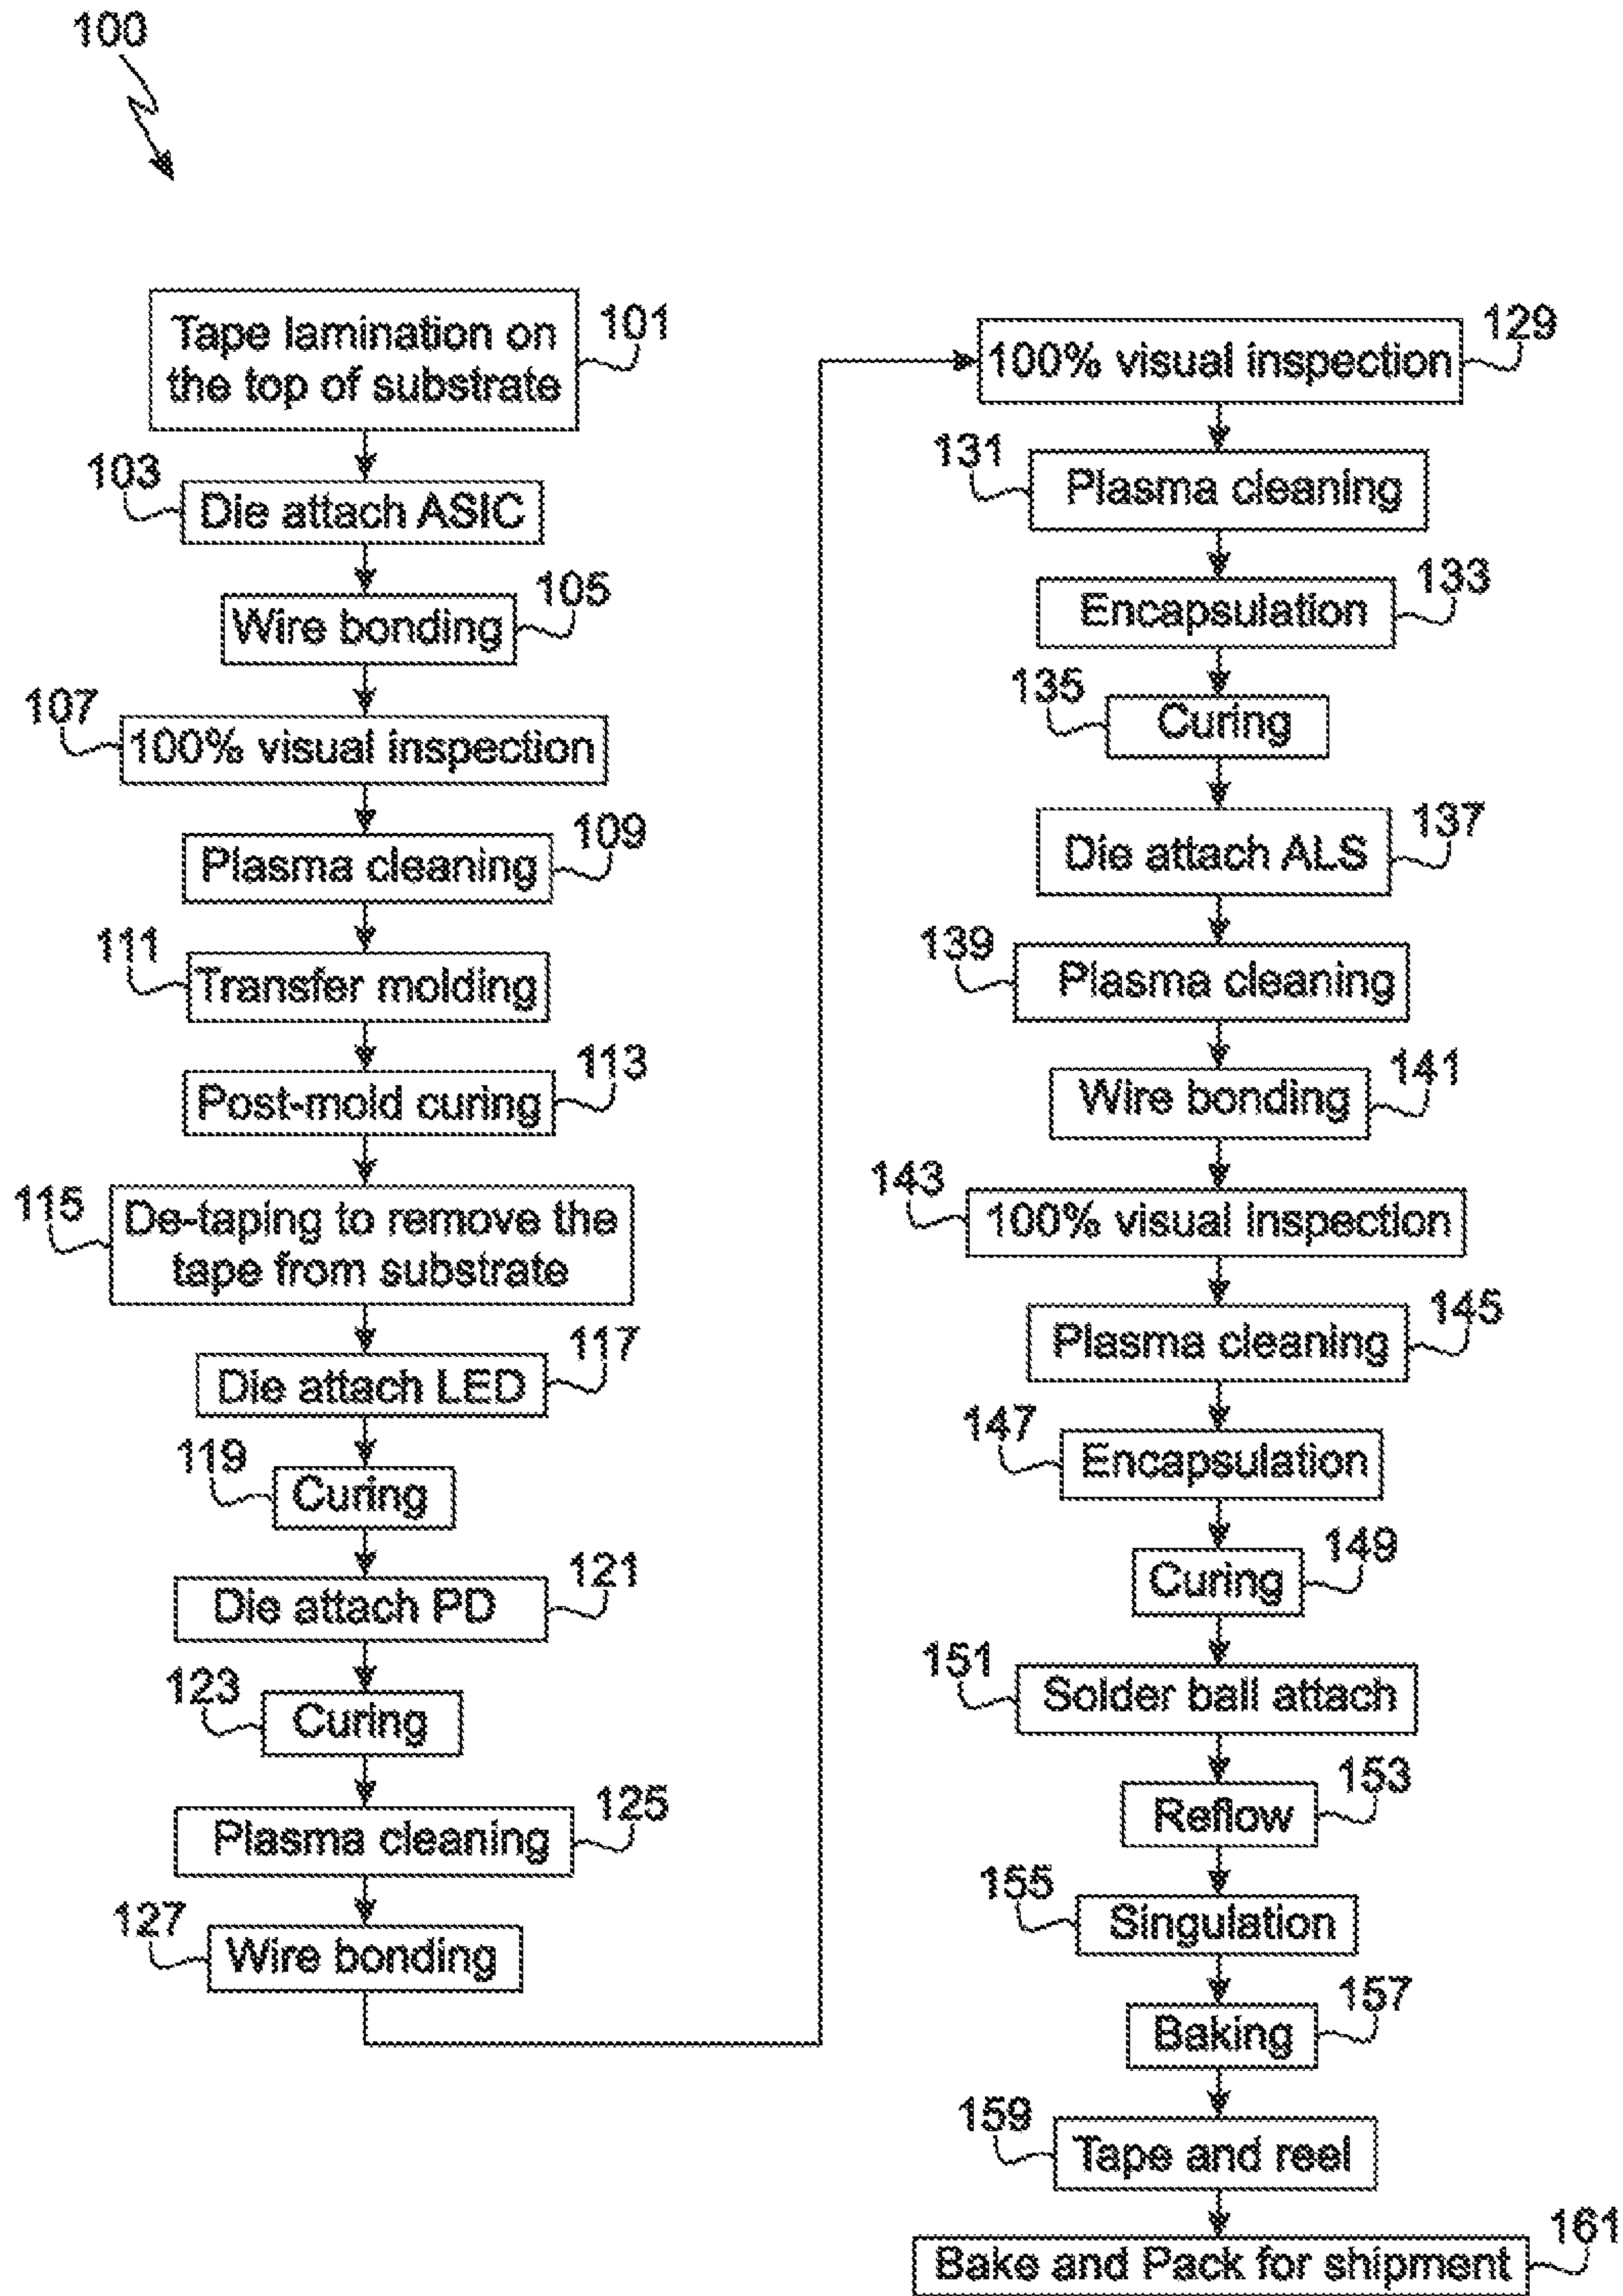 100
Tape lamination on
the top of substrate
101
103
Die attach ASIC
Wire bonding
105
107
100% visual inspection
Plasma cleaning
109
111
Transfer molding
Post-mold curing
113
115
De-taping to remove the
tape from substrate
Die attach LED
117
119
Curing
Die attach PD
121
123
Curing
Plasma cleaning
125
127
Wire bonding
100% visual inspection
129
131
Plasma cleaning
Encapsulation
133
135
Curing
Die attach ALS
137
139
Plasma cleaning
Wire bonding
141
143
100% visual inspection
Plasma cleaning
145
147
Encapsulation
Curing
149
151
Solder ball attach
Reflow
153
155
Singulation
Baking
157
159
Tape and reel
Bake and Pack for shipment
161